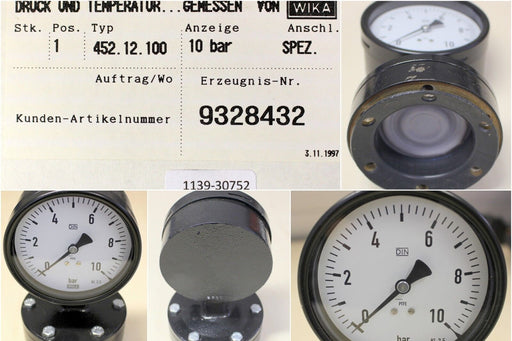 DRUCK UND TEMPERATUR...GEMESSEN VON WIKA
Stk. Pos. Typ Anzeige Anschl.
1 452.12.100 10 bar SPEZ.
Auftrag/Wo Erzeugnis-Nr.
Kunden-Artikelnummer 9328432
3.11.1997
1139-30752
0 2 4 6 8 10
DIN
bar
0 2 4 6 8 10
DIN
bar